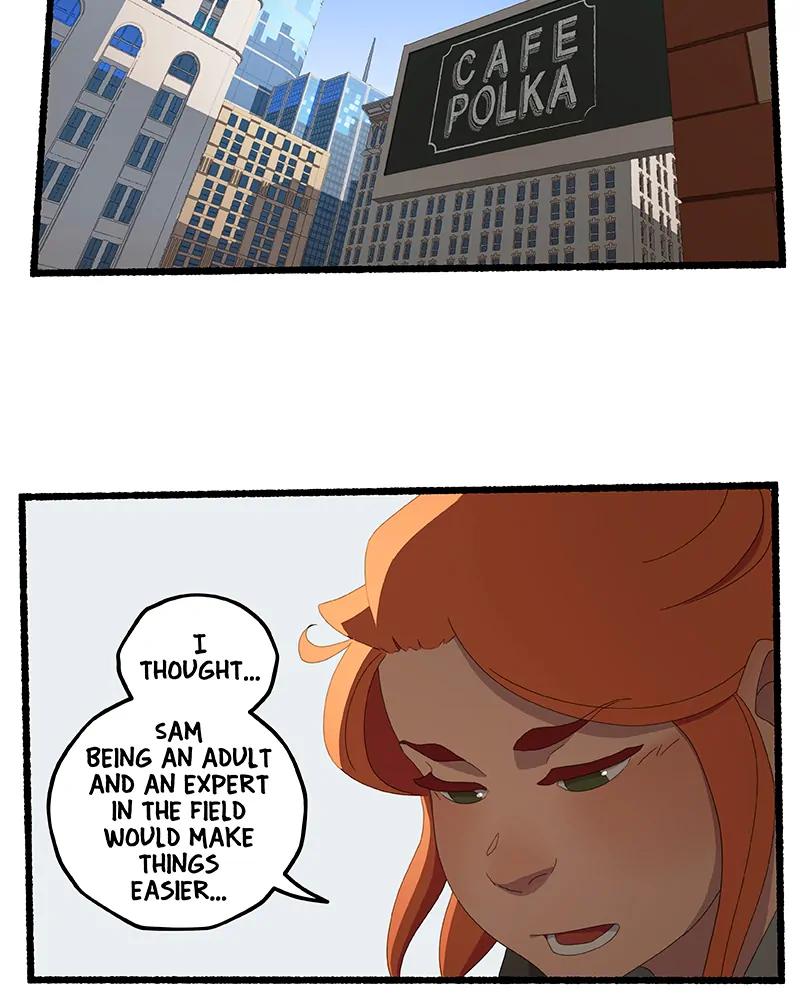 CAFE
POLKA
I
THOUGHT...
SAM
BEING AN ADULT
AND AN EXPERT
IN THE FIELD
WOULD MAKE
THINGS
EASIER...